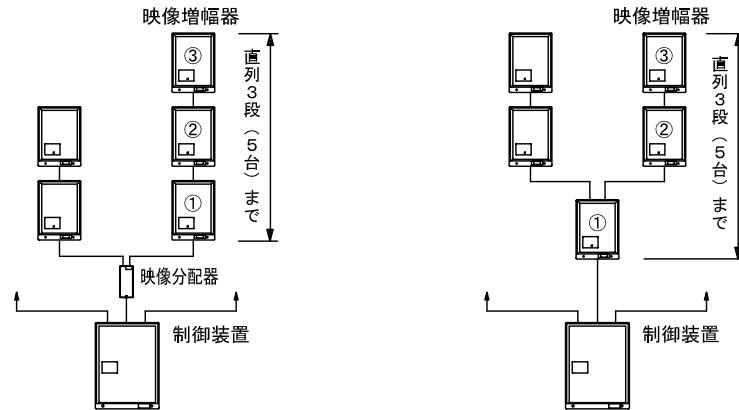 映像増幅器
③
②
①
直列３段（５台）まで
映像分配器
制御装置
映像増幅器
③
②
①
直列３段（５台）まで
制御装置